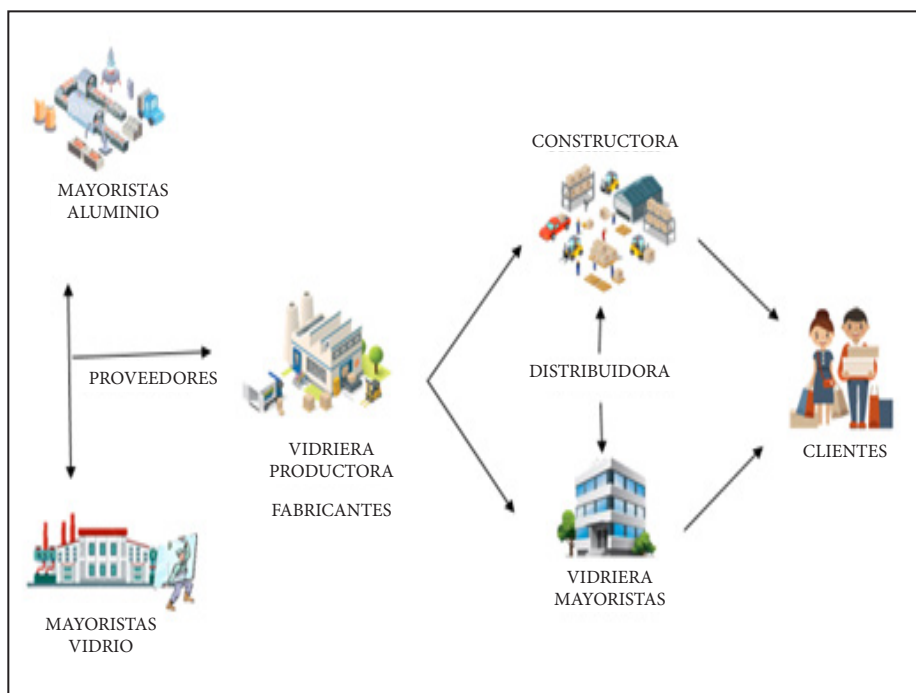 MAYORISTAS
ALUMINIO
PROVEEDORES
MAYORISTAS
VIDRIO
VIDRIERA
PRODUCTORA
FABRICANTES
CONSTRUCTORA
DISTRIBUIDORA
VIDRIERA
MAYORISTAS
CLIENTES